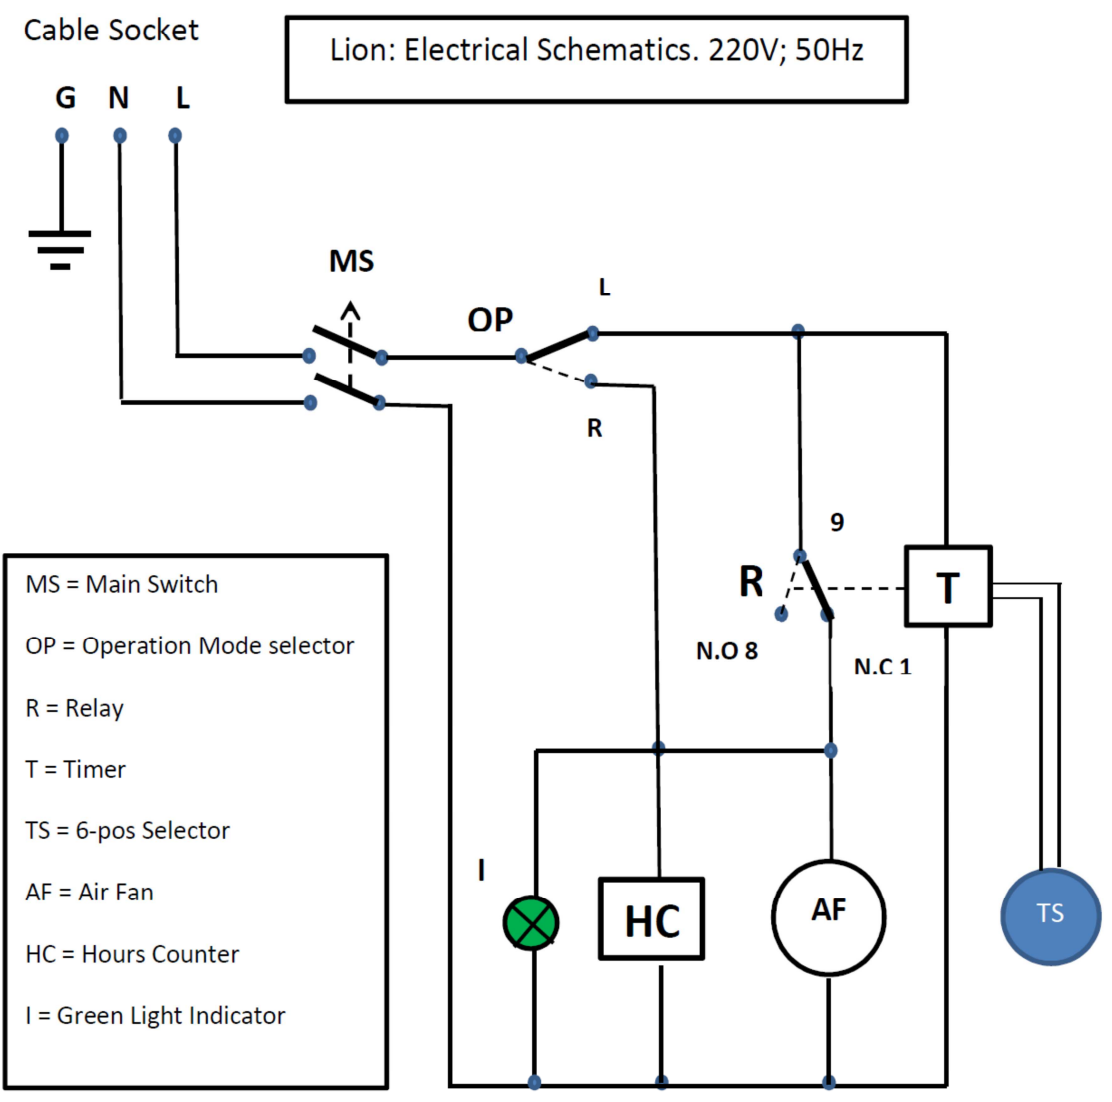 Cable Socket
Lion: Electrical Schematics. 220V; 50Hz
G N L
MS
L
OP
R
9
R
T
N.O 8
N.C 1
MS = Main Switch
OP = Operation Mode selector
R = Relay
T = Timer
TS = 6-pos Selector
AF = Air Fan
HC = Hours Counter
I = Green Light Indicator
I
HC
AF
TS